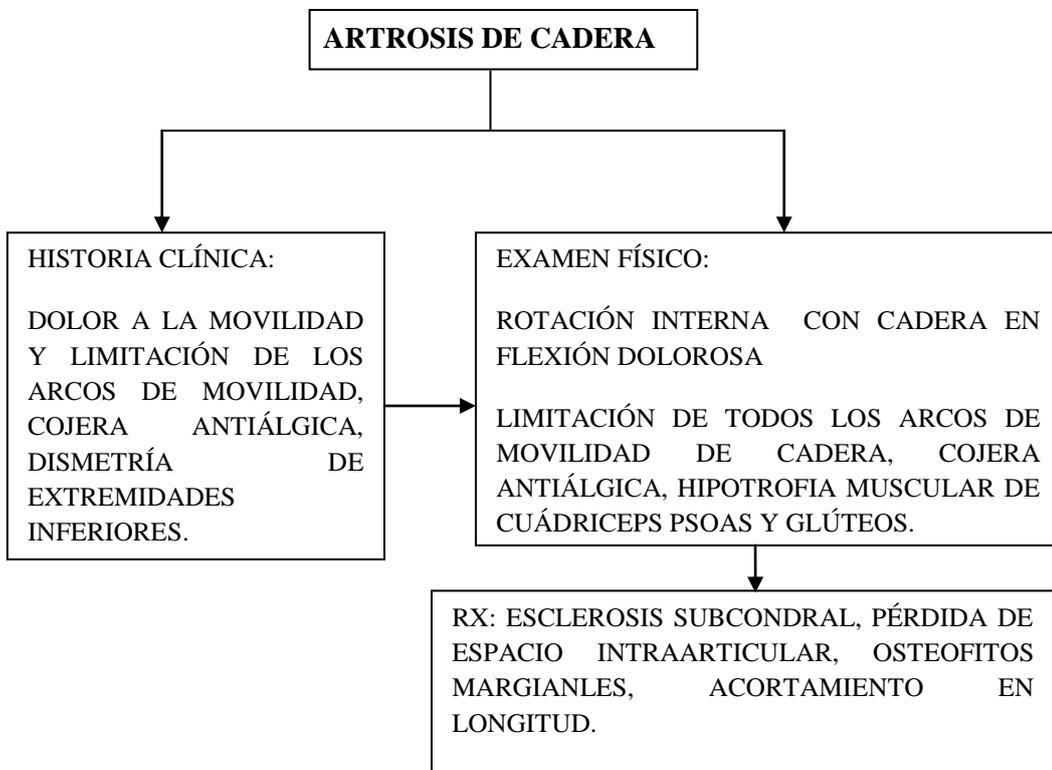 ARTROSIS DE CADERA
HISTORIA CLÍNICA:
DOLOR A LA MOVILIDAD
Y LIMITACIÓN DE LOS
ARCOS DE MOVILIDAD,
COJERA ANTIÁLGICA,
DISMETRÍA DE
EXTREMIDADES
INFERIORES.
EXAMEN FÍSICO:
ROTACIÓN INTERNA CON CADERA EN
FLEXIÓN DOLOROSA
LIMITACIÓN DE TODOS LOS ARCOS DE
MOVILIDAD DE CADERA, COJERA
ANTIÁLGICA, HIPOTROFIA MUSCULAR DE
CUÁDRICEPS PSOAS Y GLÚTEOS.
RX: ESCLEROSIS SUBCONDRAL, PÉRDIDA DE
ESPACIO INTRAARTICULAR, OSTEOFITOS
MARGIANLES, ACORTAMIENTO EN
LONGITUD.